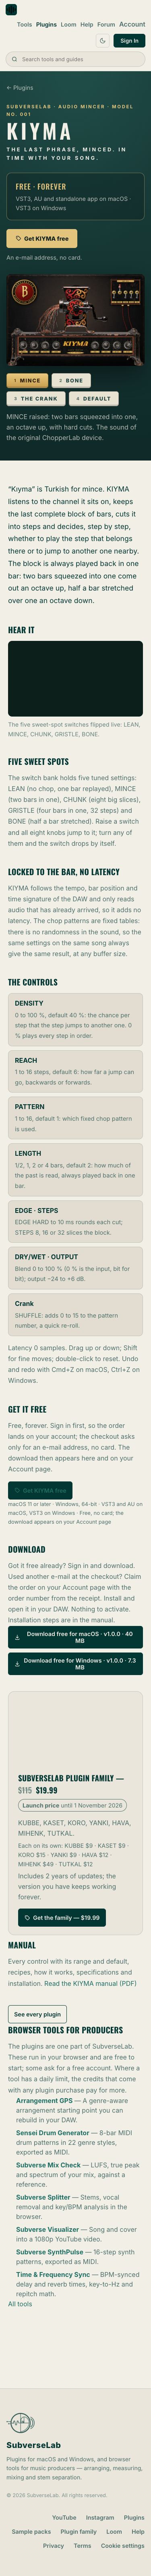 Tools Plugins Loom Help Forum Account
Sign In
Search tools and guides
← Plugins
SUBVERSELAB · AUDIO MINCER · MODEL
NO. 001
KIYMA
THE LAST PHRASE, MINCED. IN
TIME WITH YOUR SONG.
FREE · FOREVER
VST3, AU and standalone app on macOS ·
VST3 on Windows
Get KIYMA free
An e-mail address, no card.
B
KIYMA
1 MINCE
2 BONE
3 THE CRANK
4 DEFAULT
MINCE raised: two bars squeezed into one,
out an octave up, with hard cuts. The sound of
the original ChopperLab device.
“Kıyma” is Turkish for mince. KIYMA
listens to the channel it sits on, keeps
the last complete block of bars, cuts it
into steps and decides, step by step,
whether to play the step that belongs
there or to jump to another one nearby.
The block is always played back in one
bar: two bars squeezed into one come
out an octave up, half a bar stretched
over one an octave down.
HEAR IT
The five sweet-spot switches flipped live: LEAN,
MINCE, CHUNK, GRISTLE, BONE.
FIVE SWEET SPOTS
The switch bank holds five named settings:
LEAN (no chop, one bar replayed), MINCE
(two bars in one), CHUNK (eight big slices),
GRISTLE (four bars in one, 32 steps) and
BONE (half a bar stretched). Raise a switch
and all eight knobs jump to it; turn any of
them and the switch drops by itself.
LOCKED TO THE BAR, NO LATENCY
KIYMA follows the tempo, bar position and
time signature of the DAW and only reads
audio that has already arrived, so it adds no
latency. The chop pattern is fixed for each
number: there is no randomness in the sound, so the
same settings on the same song always
give the same result, at any buffer size.
THE CONTROLS
DENSITY
0 to 100 %, default 40 %: the chance per
step that the step jumps to another one. 0
% plays every step in order.
REACH
1 to 16 steps, default 6: how far a jump can
go, backwards or forwards.
PATTERN
1 to 16, default 1: which fixed chop pattern
is used.
LENGTH
1/2, 1, 2 or 4 bars, default 2: how much of
the past is read, always played back in one
bar.
EDGE · STEPS
EDGE HARD to 10 ms rounds each cut;
STEPS 8, 16 or 32 slices the block.
DRY/WET · OUTPUT
Blend 0 to 100 % (0 % is the input, bit for
bit); output −24 to +6 dB.
Crank
SHUFFLE: adds 0 to 15 to the pattern
number, a quick re-roll.
Latency 0 samples. Drag up or down; Shift
for fine moves; double-click to reset. Undo
and redo with Cmd+Z on macOS, Ctrl+Z on
Windows.
GET IT FREE
Free, forever. Sign in first, so the order
lands on your account; the checkout asks
only for an e-mail address, no card. The
download then appears here and on your
Account page.
Get KIYMA free
macOS 11 or later · Windows, 64-bit · VST3 and AU on
macOS, VST3 on Windows · Free, no card; the
download appears on your Account page
DOWNLOAD
Got it free already? Sign in and download.
Used another e-mail at the checkout? Claim
the order on your Account page with the
order number from the receipt. Install and
open it in your DAW. Nothing to activate.
Installation steps are in the manual.
Download free for macOS · v1.0.0 · 40
MB
Download free for Windows · v1.0.0 · 7.3
MB
SUBVERSELAB PLUGIN FAMILY —
$115 $19.99
Launch price until 1 November 2026
KUBBE, KASET, KORO, YANKI, HAVA,
MIHENK, TUTKAL.
Each on its own: KUBBE $9 · KASET $9 ·
KORO $15 · YANKI $9 · HAVA $12 ·
MIHENK $49 · TUTKAL $12
Includes 2 years of updates; the
version you have keeps working
forever.
Get the family — $19.99
MANUAL
Every control with its range and default,
recipes, how it works, specifications and
installation. Read the KIYMA manual (PDF)
See every plugin
BROWSER TOOLS FOR PRODUCERS
The plugins are one part of SubverseLab.
These run in your browser and are free to
start; some ask for a free account. Where a
tool has a daily limit, the credits that come
with any plugin purchase pay for more.
Arrangement GPS — A genre-aware
arrangement starting point you can
rebuild in your DAW.
Sensei Drum Generator — 8-bar MIDI
drum patterns in 22 genre styles,
exported as MIDI.
Subverse Mix Check — LUFS, true peak
and spectrum of your mix, against a
reference.
Subverse Splitter — Stems, vocal
removal and key/BPM analysis in the
browser.
Subverse Visualizer — Song and cover
into a 1080p YouTube video.
Subverse SynthPulse — 16-step synth
patterns, exported as MIDI.
Time & Frequency Sync — BPM-synced
delay and reverb times, key-to-Hz and
repitch math.
All tools
SubverseLab
Plugins for macOS and Windows, and browser
tools for music producers — arranging, measuring,
mixing and stem separation.
© 2026 SubverseLab. All rights reserved.
YouTube Instagram Plugins
Sample packs Plugin family Loom Help
Privacy Terms Cookie settings